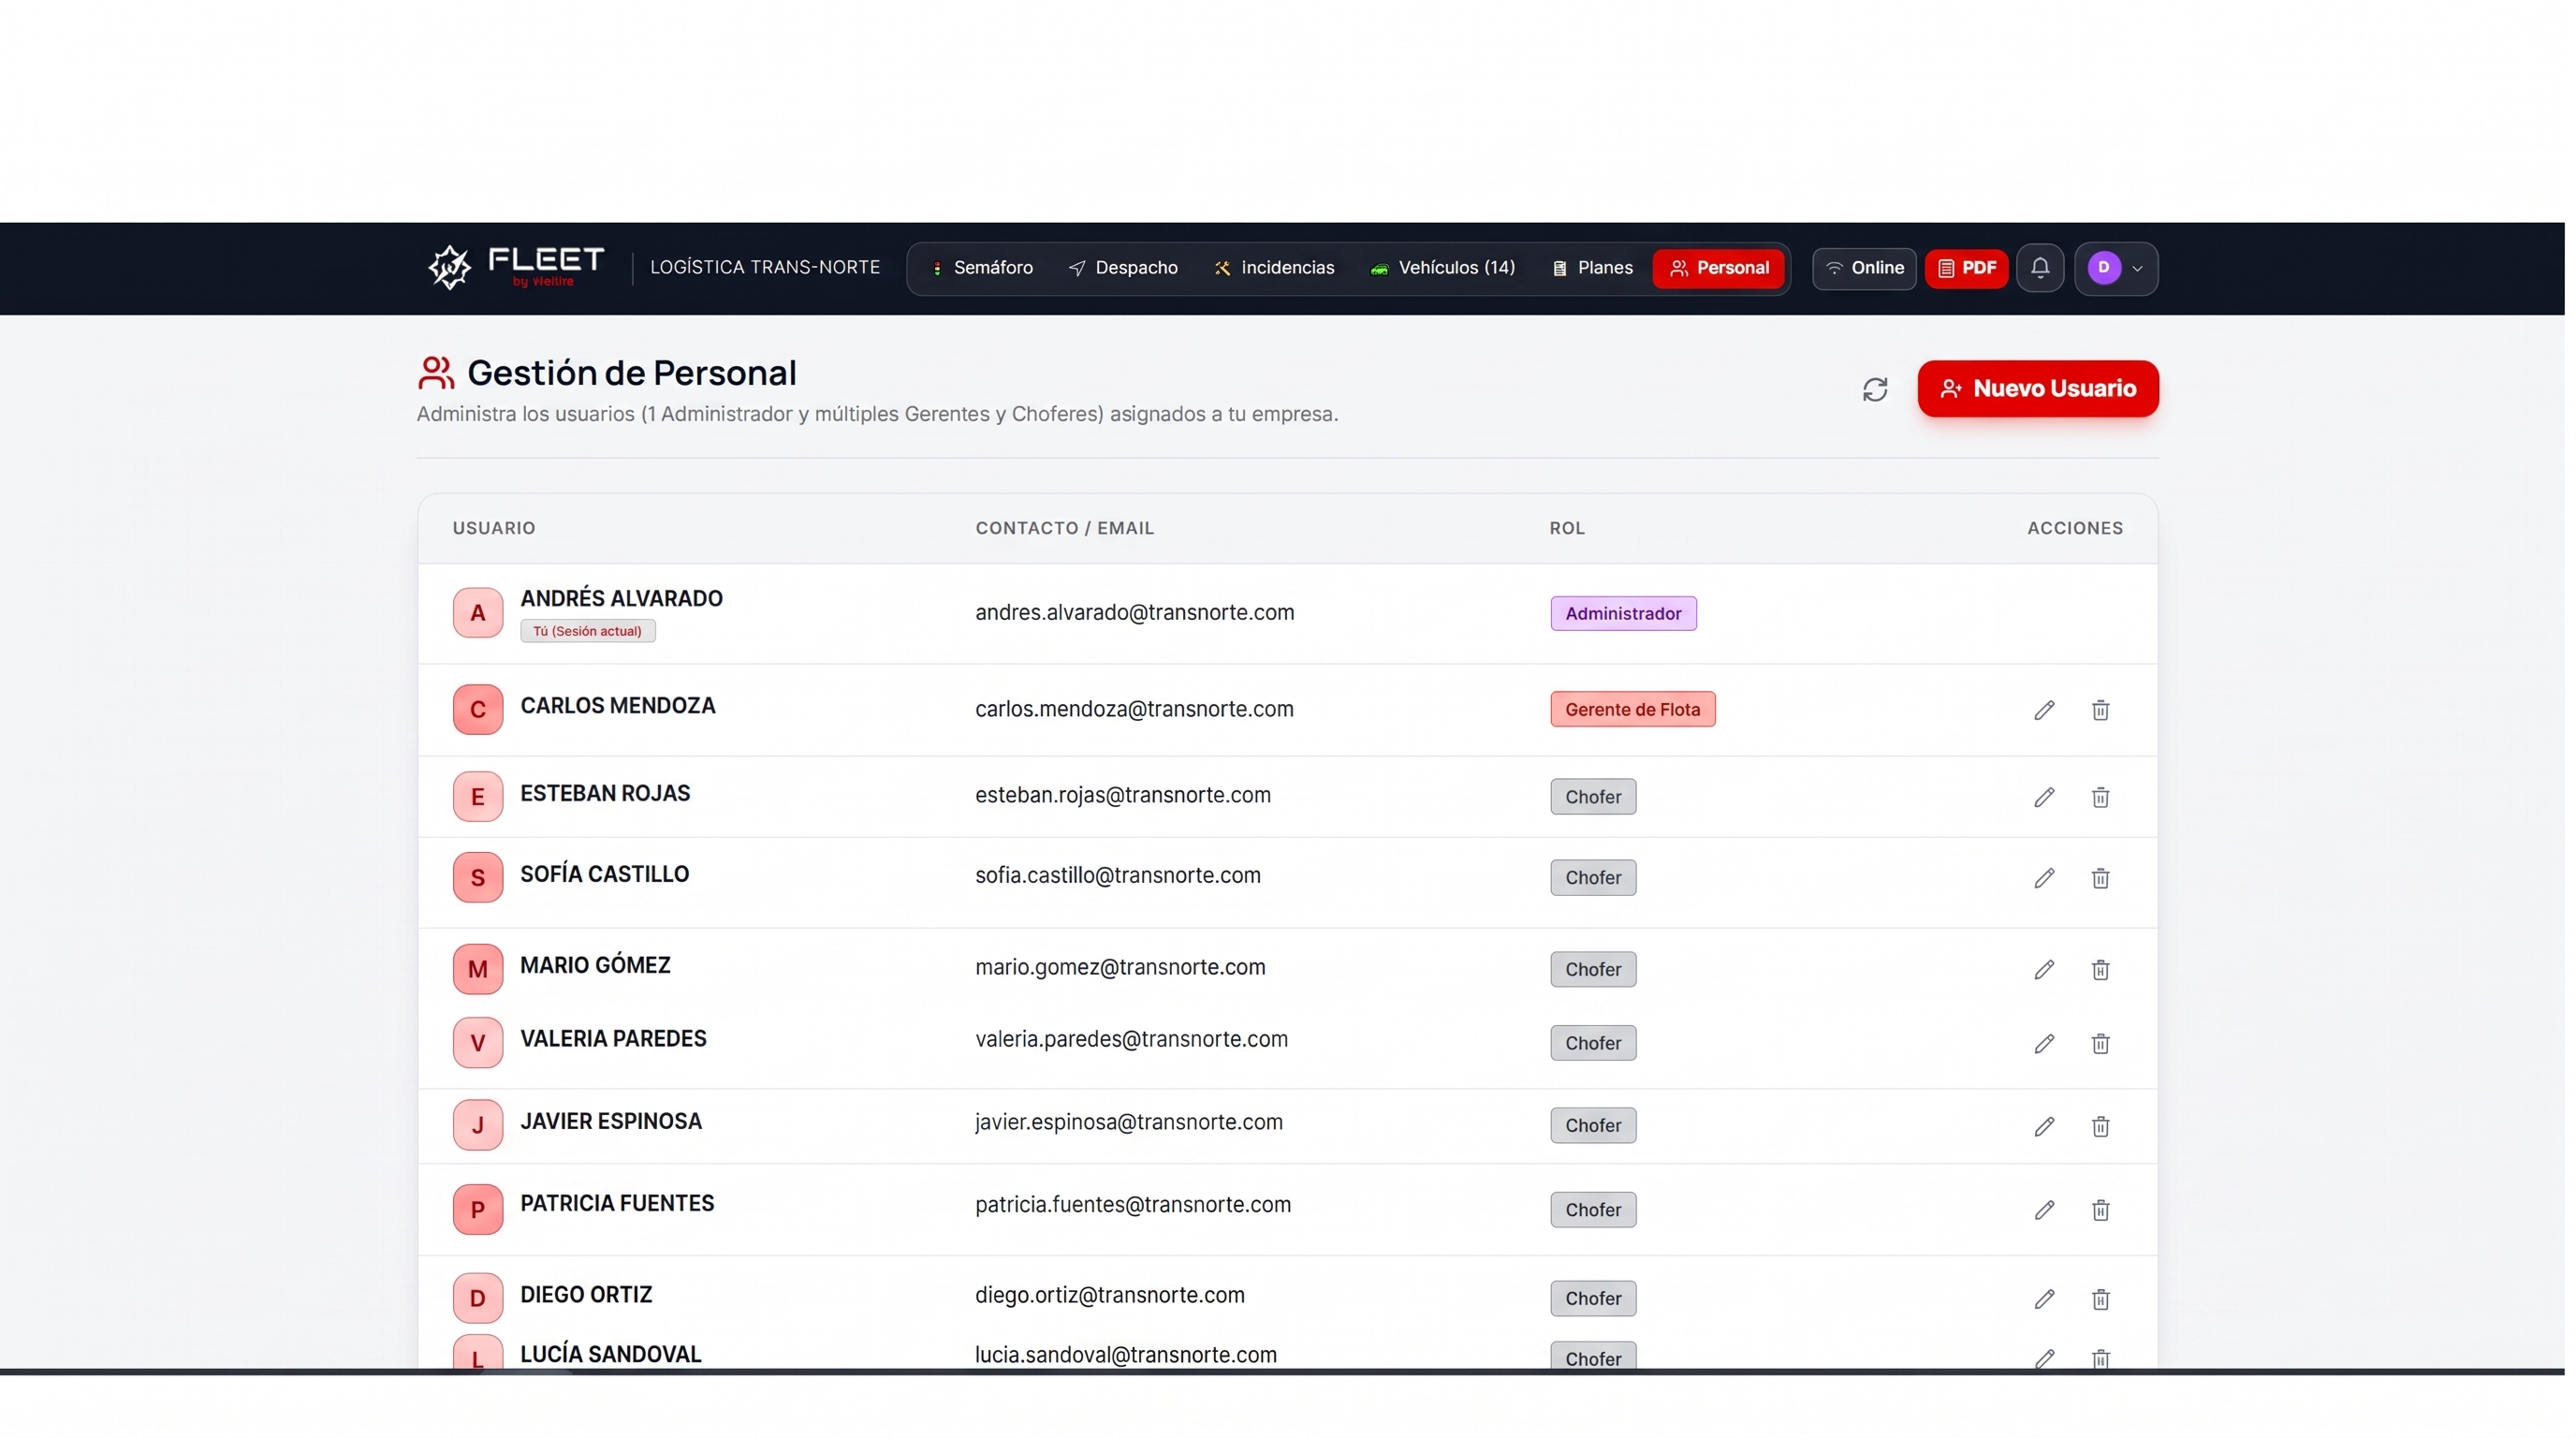 FLEET
LOGÍSTICA TRANS-NORTE
Semáforo
Despacho
incidencias
Vehículos (14)
Planes
Personal
Online
PDF
D
Gestión de Personal
Administra los usuarios (1 Administrador y múltiples Gerentes y Choferes) asignados a tu empresa.
Nuevo Usuario
USUARIO CONTACTO / EMAIL ROL ACCIONES
A ANDRÉS ALVARADO andres.alvarado@transnorte.com Administrador
Tú (Sesión actual)
C CARLOS MENDOZA carlos.mendoza@transnorte.com Gerente de Flota
E ESTEBAN ROJAS esteban.rojas@transnorte.com Chofer
S SOFÍA CASTILLO sofia.castillo@transnorte.com Chofer
M MARIO GÓMEZ mario.gomez@transnorte.com Chofer
V VALERIA PAREDES valeria.paredes@transnorte.com Chofer
J JAVIER ESPINOSA javier.espinosa@transnorte.com Chofer
P PATRICIA FUENTES patricia.fuentes@transnorte.com Chofer
D DIEGO ORTIZ diego.ortiz@transnorte.com Chofer
L LUCÍA SANDOVAL lucia.sandoval@transnorte.com Chofer